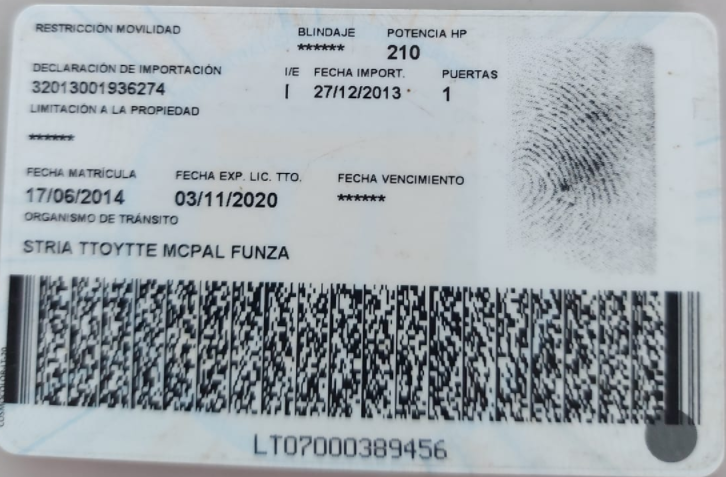 RESTRICCIÓN MOVILIDAD BLINDAJE POTENCIA HP
****** 210
DECLARACIÓN DE IMPORTACIÓN I/E FECHA IMPORT. PUERTAS
32013001936274 I 27/12/2013 1
LIMITACIÓN A LA PROPIEDAD
******
FECHA MATRÍCULA FECHA EXP. LIC. TTO. FECHA VENCIMIENTO
17/06/2014 03/11/2020 ******
ORGANISMO DE TRÁNSITO
STRIA TTOYTTE MCPAL FUNZA
LT07000389456